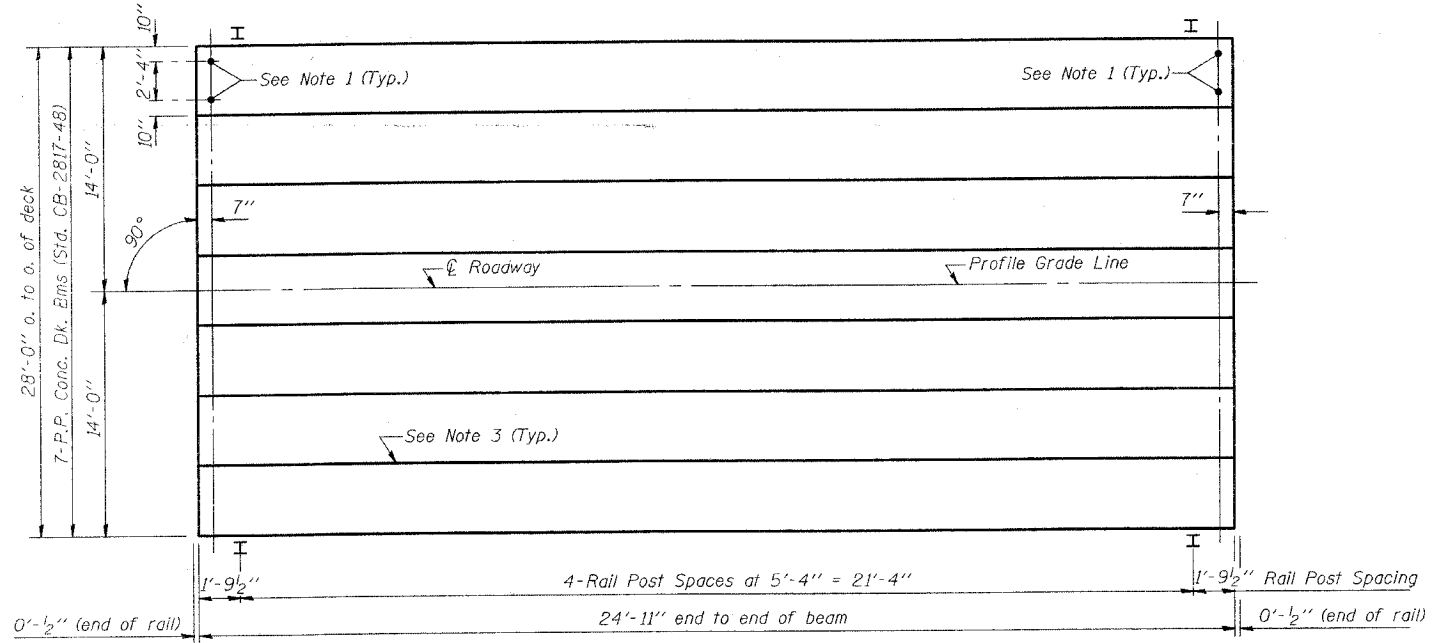 10"
2'-4"
10"
See Note 1 (Typ.)
See Note 1 (Typ.)
28'-0" o. to o. of deck
7-P.P. Conc. Dk. Bms (Std. CB-2817-48)
14'-0"
14'-0"
90°
7"
7"
℄ Roadway
Profile Grade Line
See Note 3 (Typ.)
1'-9½"
4-Rail Post Spaces at 5'-4" = 21'-4"
1'-9½" Rail Post Spacing
0'-½" (end of rail)
24'-11" end to end of beam
0'-½" (end of rail)